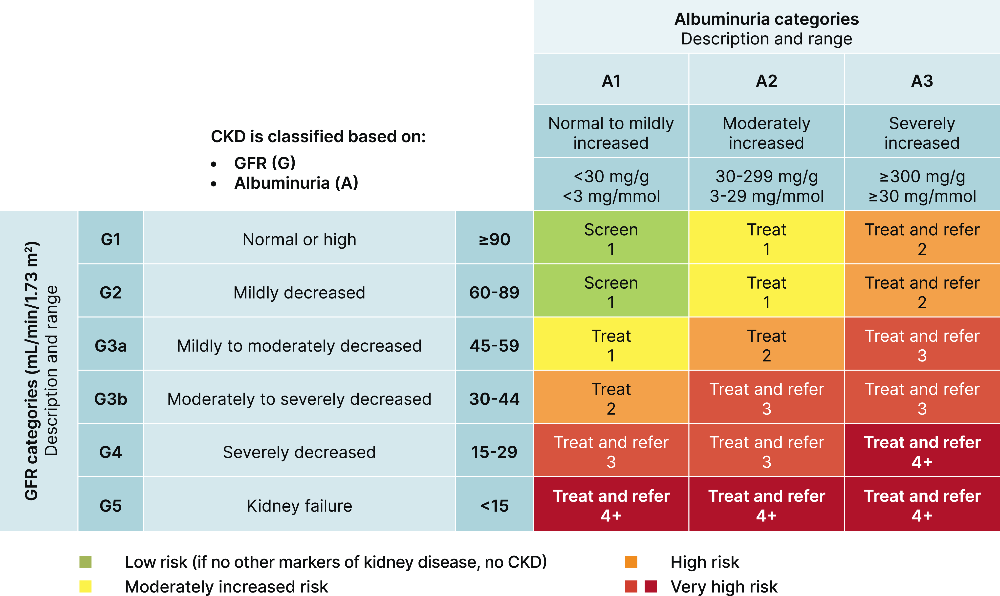 Albuminuria categories
Description and range
A1
A2
A3
Normal to mildly
increased
Moderately
increased
Severely
increased
<30 mg/g
<3 mg/mmol
30-299 mg/g
3-29 mg/mmol
≥300 mg/g
≥30 mg/mmol
CKD is classified based on:
• GFR (G)
• Albuminuria (A)
GFR categories (mL/min/1.73 m²)
Description and range
G1
Normal or high
≥90
Screen
1
Treat
1
Treat and refer
2
G2
Mildly decreased
60-89
Screen
1
Treat
1
Treat and refer
2
G3a
Mildly to moderately decreased
45-59
Treat
1
Treat
2
Treat and refer
3
G3b
Moderately to severely decreased
30-44
Treat
2
Treat and refer
3
Treat and refer
3
G4
Severely decreased
15-29
Treat and refer
3
Treat and refer
3
Treat and refer
4+
G5
Kidney failure
<15
Treat and refer
4+
Treat and refer
4+
Treat and refer
4+
Low risk (if no other markers of kidney disease, no CKD)
Moderately increased risk
High risk
Very high risk